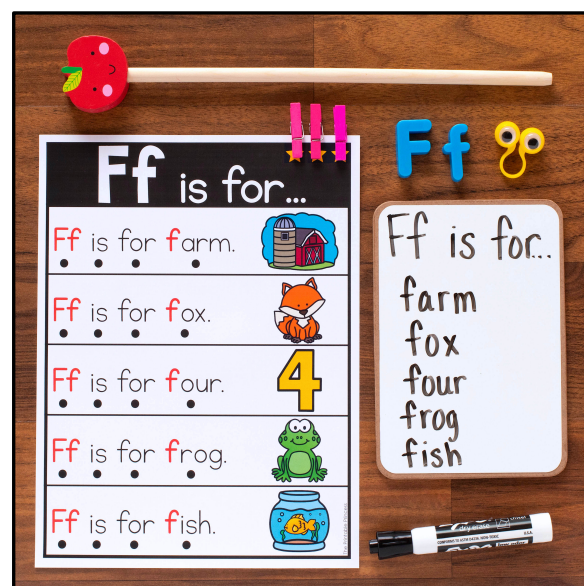 Ff is for...
Ff is for farm.
Ff is for fox.
Ff is for four.
4
Ff is for frog.
Ff is for fish.
F f
Ff is for...
farm
fox
four
frog
fish